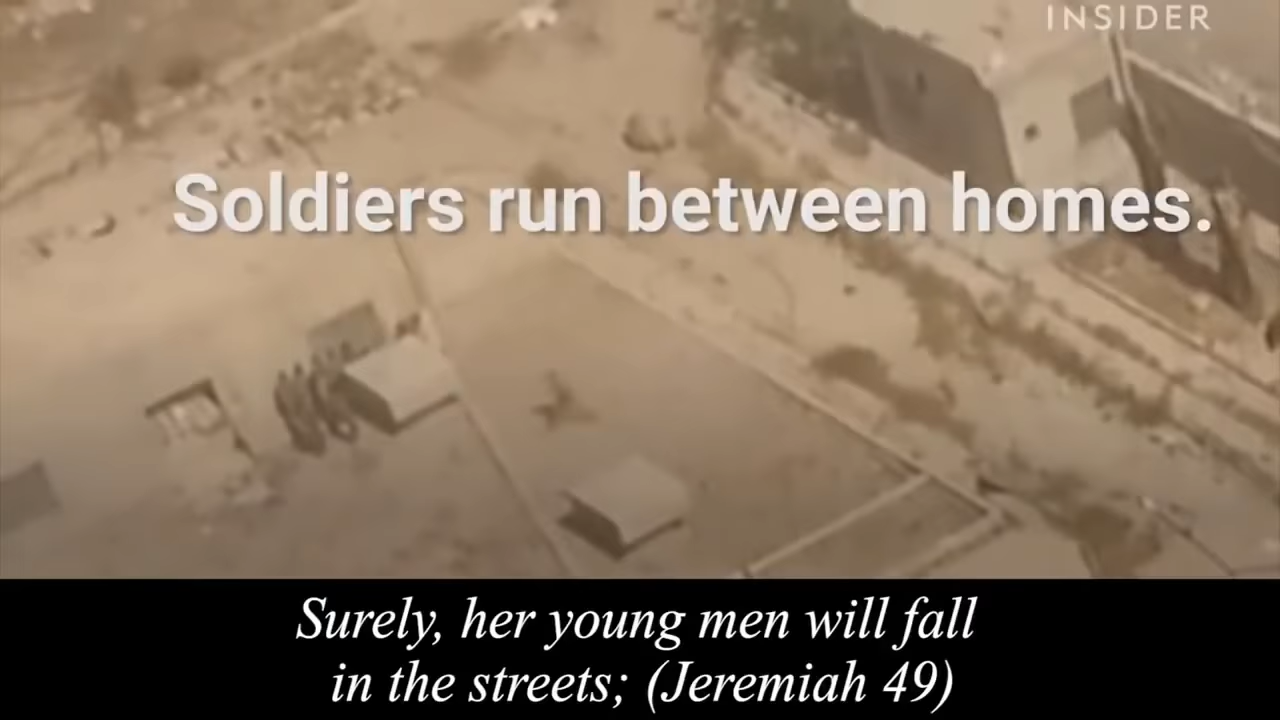 INSIDER
Soldiers run between homes.
Surely, her young men will fall
in the streets; (Jeremiah 49)